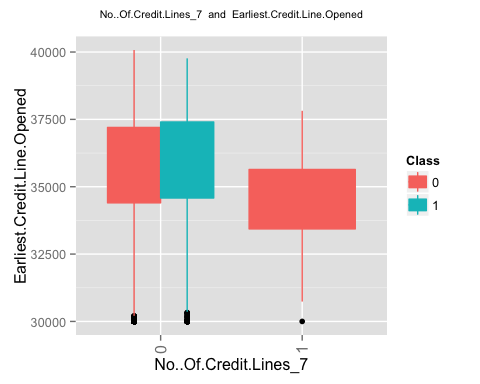 No..Of.Credit.Lines_7 and Earliest.Credit.Line.Opened
Earliest.Credit.Line.Opened
40000
37500
35000
32500
30000
0
1
No..Of.Credit.Lines_7
Class
0
1